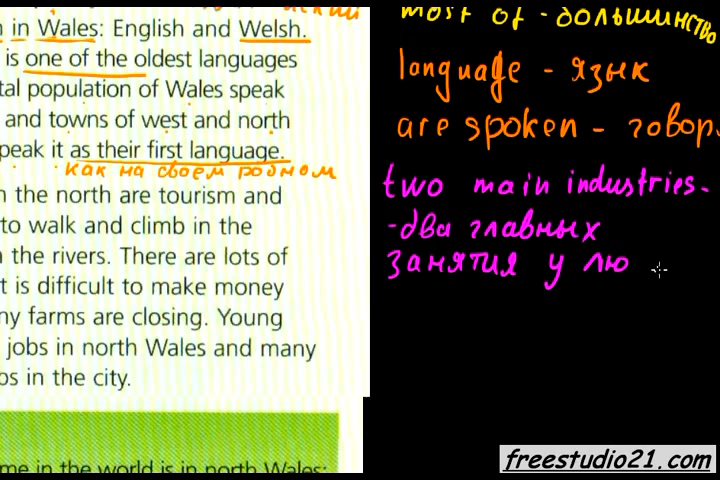 in Wales: English and Welsh.
is one of the oldest languages
tal population of Wales speak
and towns of west and north
peak it as their first language.
как на своем родном
n the north are tourism and
to walk and climb in the
n the rivers. There are lots of
t is difficult to make money
ny farms are closing. Young
jobs in north Wales and many
bs in the city.
me in the world is in north Wales:
most of - большинство
language - язык
are spoken - говор
two main industries-
-два главных
занятия у лю
freestudio21.com